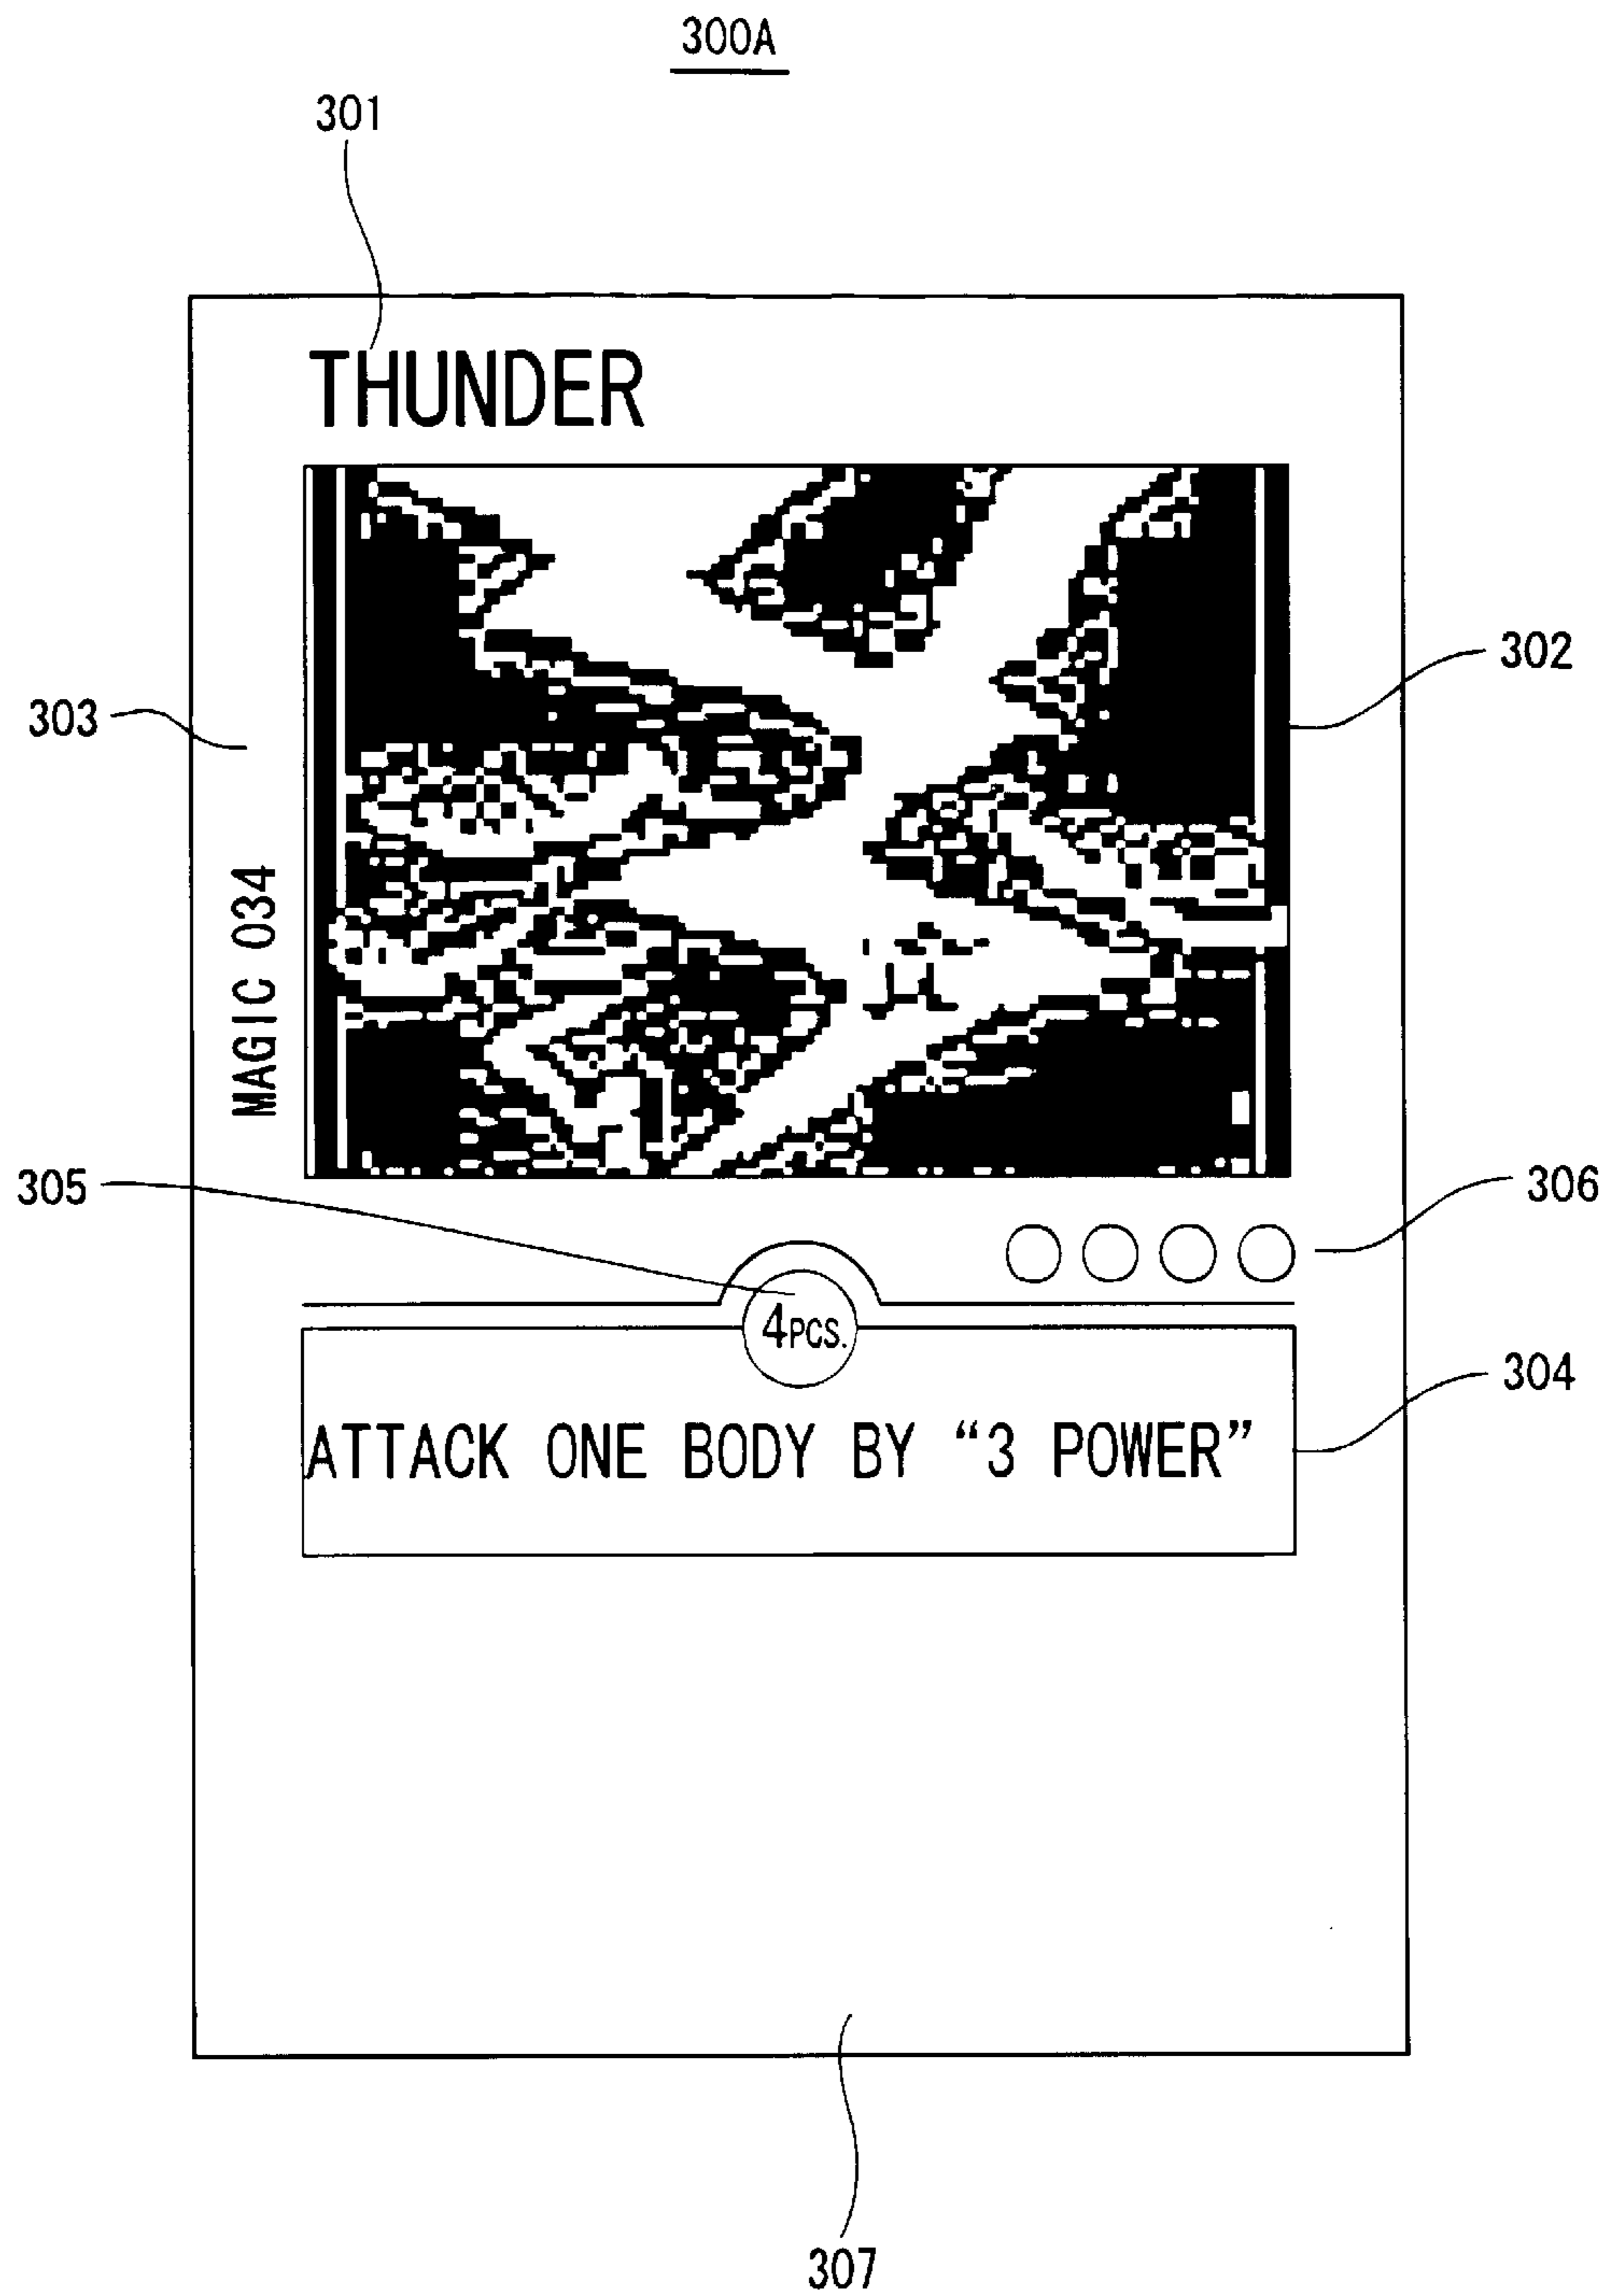 300A
301
THUNDER
302
303
MAGIC 034
305
306
4PCS.
304
ATTACK ONE BODY BY “3 POWER”
307